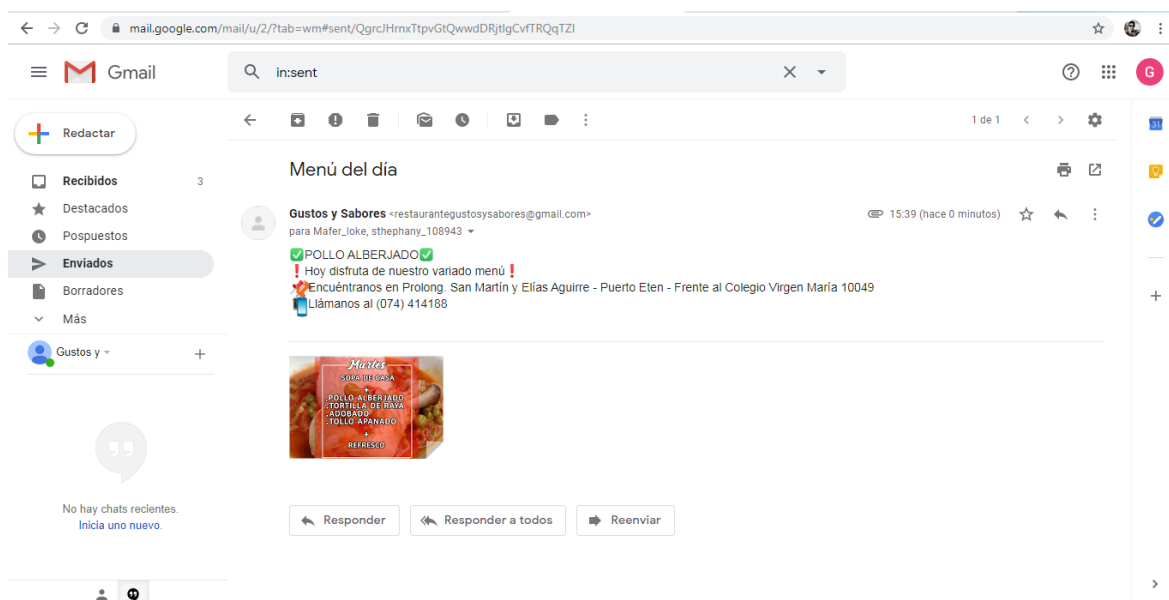 mail.google.com/mail/u/2/?tab=wm#sent/QgrcJHrnxTtpvGtQwwdDRjtlgCvfTRQqTZl
Gmail
in:sent
G
Redactar
1 de 1
31
Menú del día
Recibidos 3
Destacados
Pospuestos
Enviados
Borradores
Más
Gustos y
Gustos y Sabores <restaurantegustosysabores@gmail.com>
15:39 (hace 0 minutos)
para Mafer_loke, sthephany_108943
✅POLLO ALBERJADO✅
❗Hoy disfruta de nuestro variado menú❗
Encuéntranos en Prolong. San Martín y Elías Aguirre - Puerto Eten - Frente al Colegio Virgen María 10049
📲Llámanos al (074) 414188
Martes
SOPA DE CASA
+
.POLLO ALBERJADO
.TORTILLA DE RAYA
.ADOBADO
.TOLLO APANADO
+
REFRESCO
No hay chats recientes.
Inicia uno nuevo.
Responder
Responder a todos
Reenviar